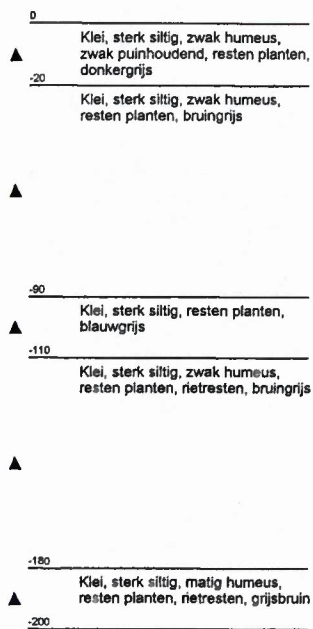 0
Klei, sterk siltig, zwak humeus,
zwak puinhoudend, resten planten,
donkergrijs
-20
Klei, sterk siltig, zwak humeus,
resten planten, bruingrijs
-90
Klei, sterk siltig, resten planten,
blauwgrijs
-110
Klei, sterk siltig, zwak humeus,
resten planten, rietresten, bruingrijs
-180
Klei, sterk siltig, matig humeus,
resten planten, rietresten, grijsbruin
-200